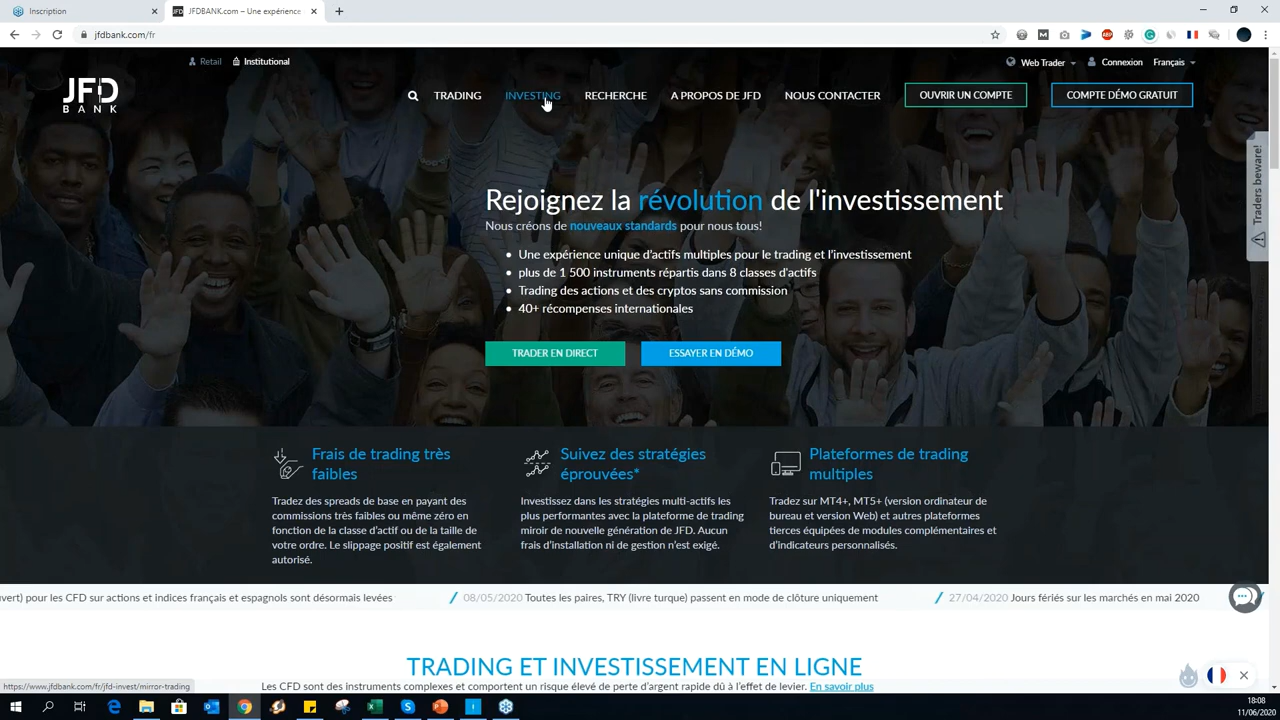 Inscription
JFDBANK.com – Une expérience
jfdbank.com/fr
Retail
Institutional
Web Trader
Connexion
Français
JFD
BANK
TRADING
INVESTING
RECHERCHE
A PROPOS DE JFD
NOUS CONTACTER
OUVRIR UN COMPTE
COMPTE DÉMO GRATUIT
Traders beware!
Rejoignez la révolution de l'investissement
Nous créons de nouveaux standards pour nous tous!
• Une expérience unique d'actifs multiples pour le trading et l'investissement
• plus de 1 500 instruments répartis dans 8 classes d'actifs
• Trading des actions et des cryptos sans commission
• 40+ récompenses internationales
TRADER EN DIRECT
ESSAYER EN DÉMO
Frais de trading très
faibles
Tradez des spreads de base en payant des
commissions très faibles ou même zéro en
fonction de la classe d'actif ou de la taille de
votre ordre. Le slippage positif est également
autorisé.
Suivez des stratégies
éprouvées*
Investissez dans les stratégies multi-actifs les
plus performantes avec la plateforme de trading
miroir de nouvelle génération de JFD. Aucun
frais d'installation ni de gestion n'est exigé.
Plateformes de trading
multiples
Tradez sur MT4+, MT5+ (version ordinateur de
bureau et version Web) et autres plateformes
tierces équipées de modules complémentaires et
d'indicateurs personnalisés.
vert) pour les CFD sur actions et indices français et espagnols sont désormais levées
08/05/2020 Toutes les paires, TRY (livre turque) passent en mode de clôture uniquement
27/04/2020 Jours fériés sur les marchés en mai 2020
TRADING ET INVESTISSEMENT EN LIGNE
Les CFD sont des instruments complexes et comportent un risque élevé de perte d'argent rapide dû à l'effet de levier. En savoir plus
https://www.jfdbank.com/fr/jfd-invest/mirror-trading
18:08
11/06/2020